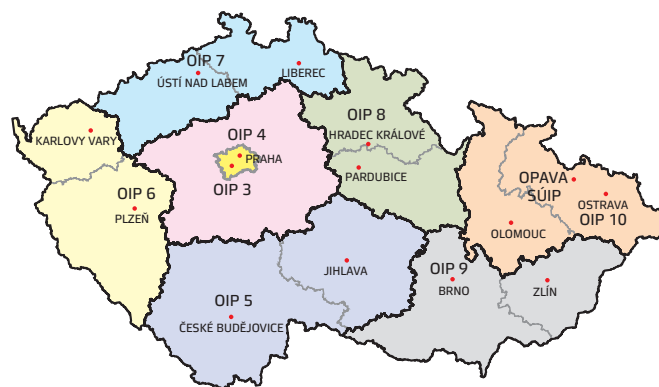 OIP 7
ÚSTÍ NAD LABEM
LIBEREC
KARLOVY VARY
OIP 4
PRAHA
OIP 3
OIP 8
HRADEC KRÁLOVÉ
PARDUBICE
OIP 6
PLZEŇ
OPAVA
SÚIP
OSTRAVA
OIP 10
OLOMOUC
JIHLAVA
OIP 9
BRNO
ZLÍN
OIP 5
ČESKÉ BUDĚJOVICE